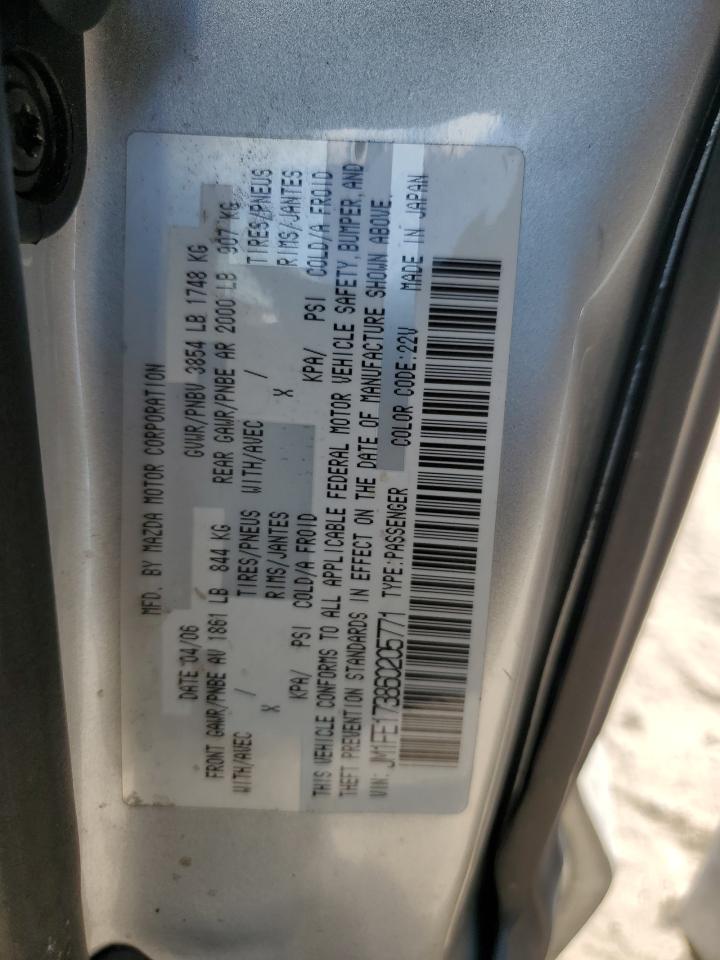 MFD. BY MAZDA MOTOR CORPORATION
DATE '04/06 GVWR/PNBV 3854 LB 1748 KG
FRONT GAWR/PNBE AV 1861 LB 844 KG REAR GAWR/PNBE AR 2000 LB 907 KG
WITH/AVEC / TIRES/PNEUS WITH/AVEC / TIRES/PNEUS
X RIMS/JANTES X RIMS/JANTES
KPA/ PSI COLD/A FROID KPA/ PSI COLD/A FROID
THIS VEHICLE CONFORMS TO ALL APPLICABLE FEDERAL MOTOR VEHICLE SAFETY, BUMPER, AND
THEFT PREVENTION STANDARDS IN EFFECT ON THE DATE OF MANUFACTURE SHOWN ABOVE.
VIN: JM1FE173860205771 TYPE:PASSENGER COLOR CODE:22V MADE IN JAPAN